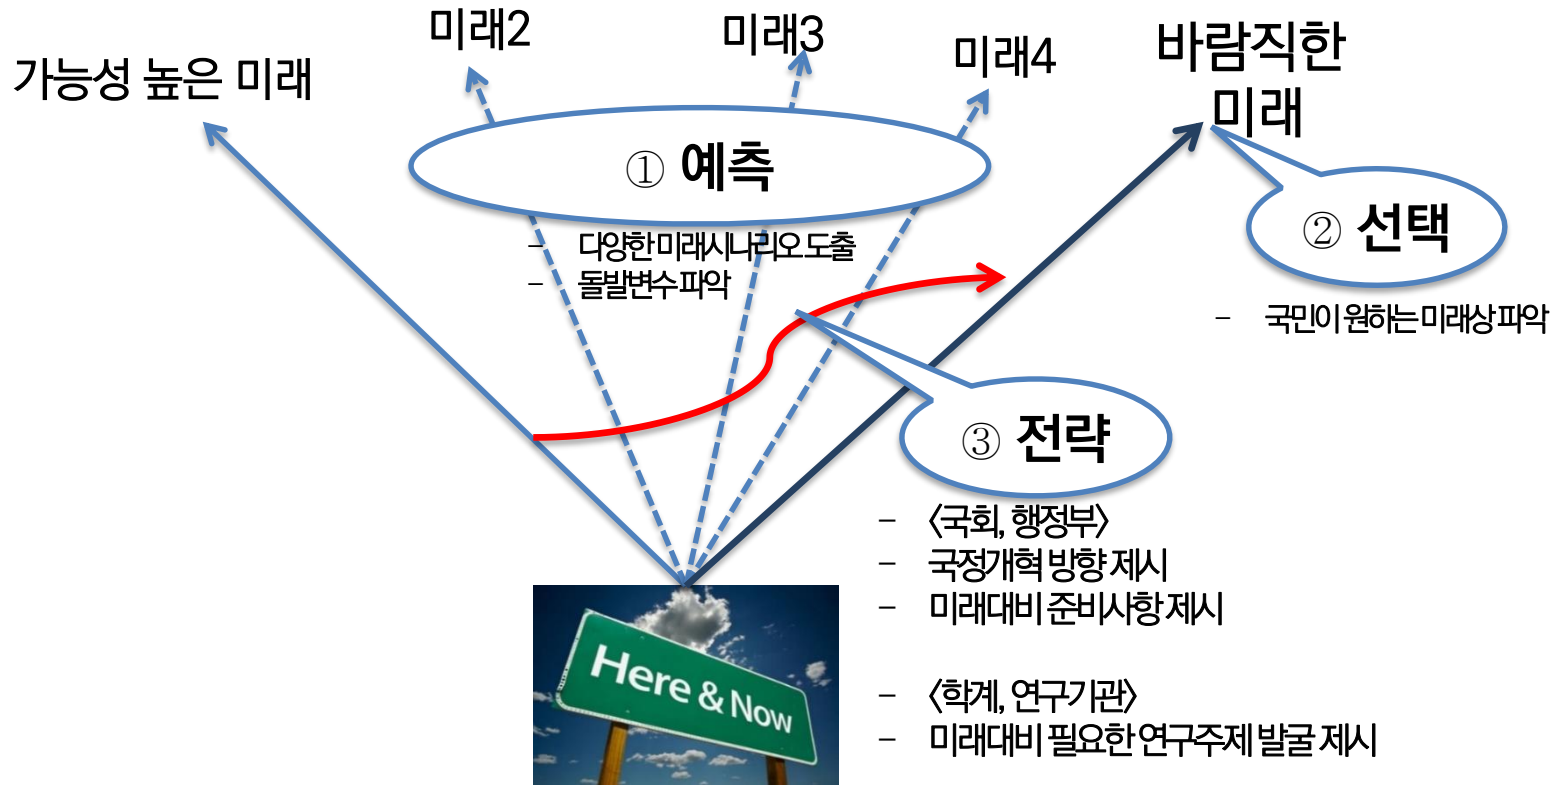 가능성 높은 미래
미래2
미래3
미래4
바람직한
미래
① 예측
- 다양한 미래시나리오 도출
- 돌발변수 파악
② 선택
- 국민이 원하는 미래상 파악
③ 전략
- <국회, 행정부>
- 국정개혁 방향 제시
- 미래대비 준비사항 제시
- <학계, 연구기관>
- 미래대비 필요한 연구주제 발굴 제시
Here & Now